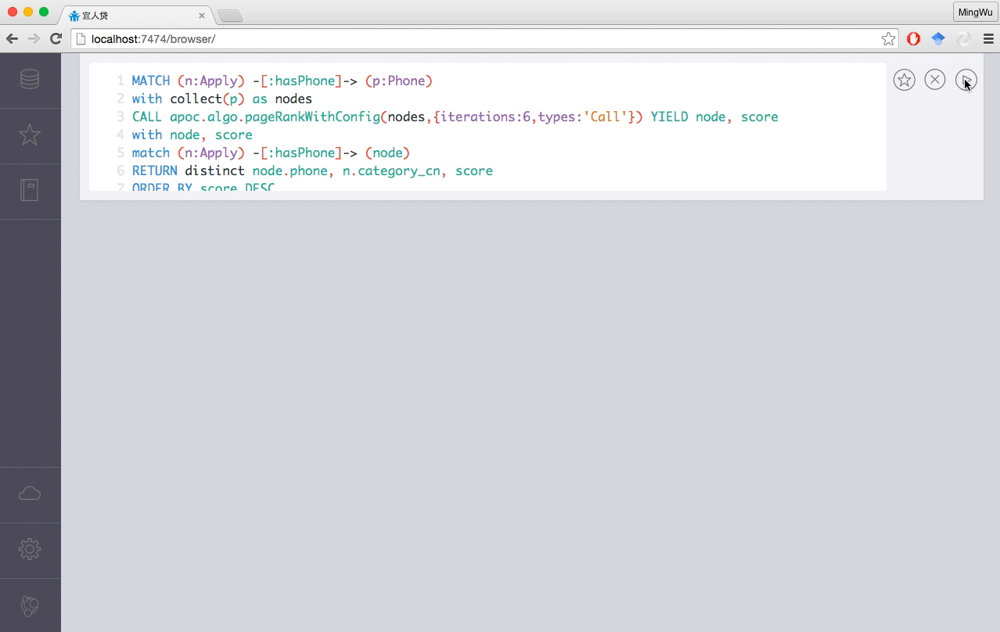 宜人贷
MingWu
localhost:7474/browser/
1 MATCH (n:Apply) -[:hasPhone]-> (p:Phone)
2 with collect(p) as nodes
3 CALL apoc.algo.pageRankWithConfig(nodes,{iterations:6,types:'Call'}) YIELD node, score
4 with node, score
5 match (n:Apply) -[:hasPhone]-> (node)
6 RETURN distinct node.phone, n.category_cn, score
7 ORDER BY score DESC